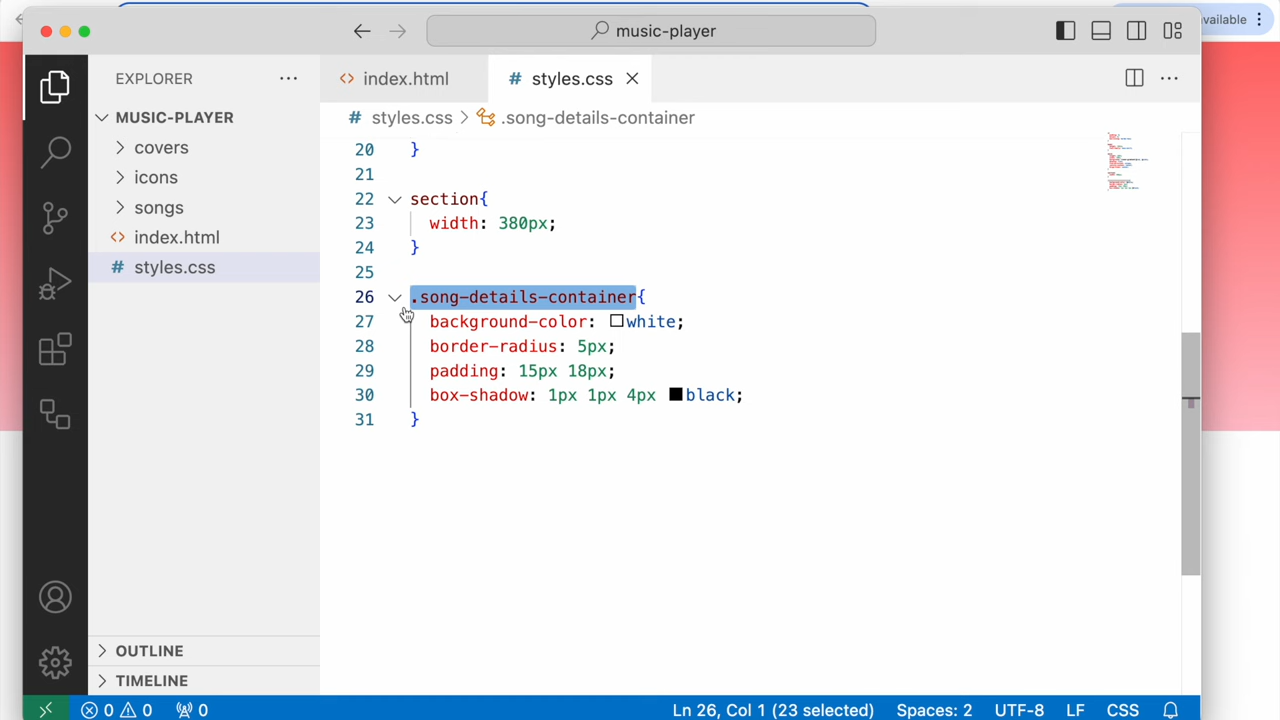 vailable
music-player
EXPLORER
index.html
# styles.css
MUSIC-PLAYER
# styles.css > .song-details-container
covers
icons
songs
index.html
# styles.css
20 }
21
22 section{
23 width: 380px;
24 }
25
26 .song-details-container{
27 background-color: white;
28 border-radius: 5px;
29 padding: 15px 18px;
30 box-shadow: 1px 1px 4px black;
31 }
OUTLINE
TIMELINE
0 0 0 Ln 26, Col 1 (23 selected) Spaces: 2 UTF-8 LF CSS